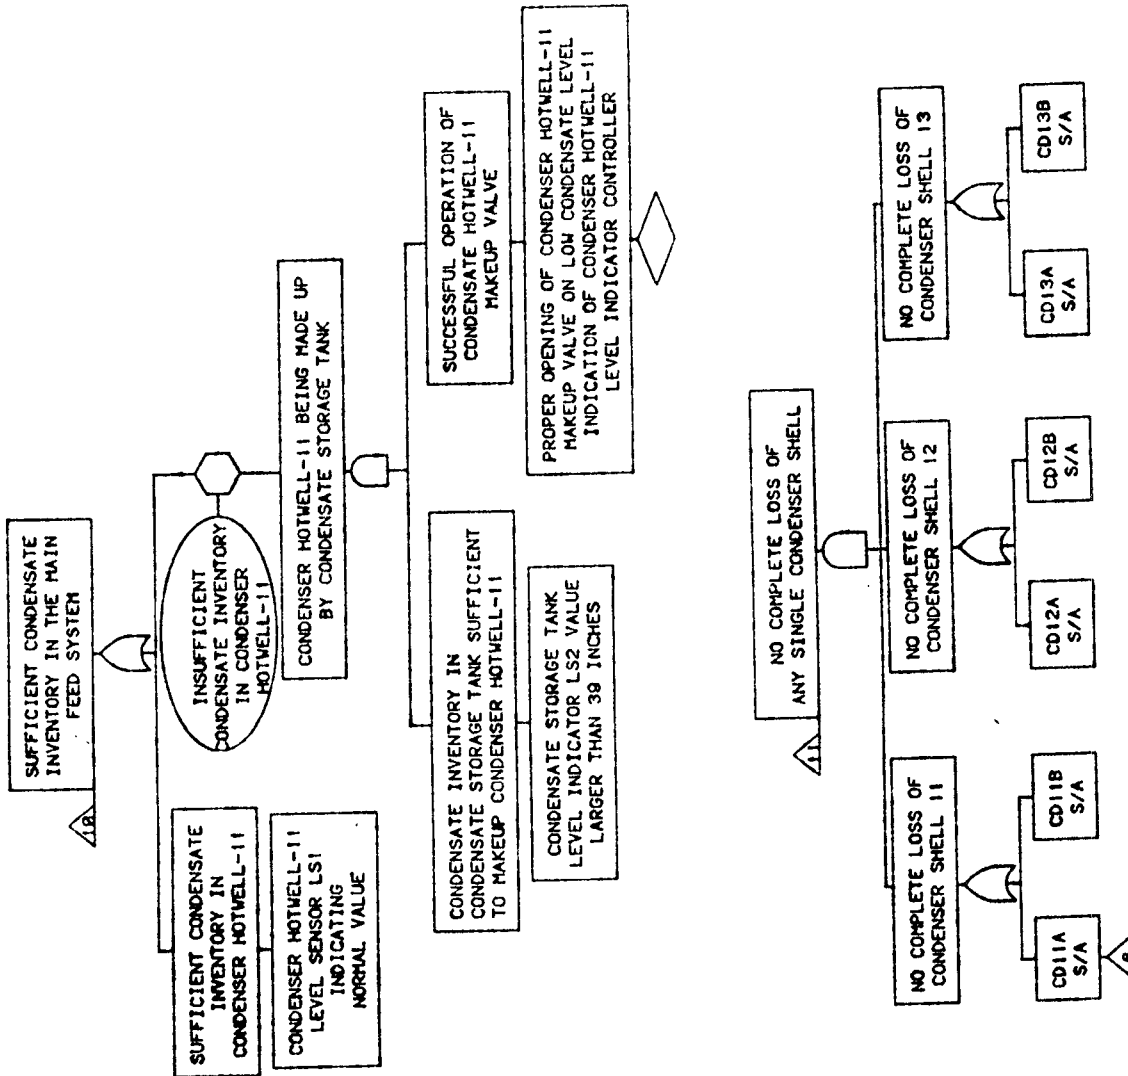 SUFFICIENT CONDENSATE
INVENTORY IN THE MAIN
FEED SYSTEM
10
SUFFICIENT CONDENSATE
INVENTORY IN
CONDENSER HOTWELL-11
CONDENSER HOTWELL-11
LEVEL SENSOR LS1
INDICATING
NORMAL VALUE
INSUFFICIENT
CONDENSATE INVENTORY
IN CONDENSER
HOTWELL-11
CONDENSER HOTWELL-11 BEING MADE UP
BY CONDENSATE STORAGE TANK
CONDENSATE INVENTORY IN
CONDENSATE STORAGE TANK SUFFICIENT
TO MAKEUP CONDENSER HOTWELL-11
CONDENSATE STORAGE TANK
LEVEL INDICATOR LS2 VALUE
LARGER THAN 39 INCHES
SUCCESSFUL OPERATION OF
CONDENSATE HOTWELL-11
MAKEUP VALVE
PROPER OPENING OF CONDENSER HOTWELL-11
MAKEUP VALVE ON LOW CONDENSATE LEVEL
INDICATION OF CONDENSER HOTWELL-11
LEVEL INDICATOR CONTROLLER
NO COMPLETE LOSS OF
ANY SINGLE CONDENSER SHELL
11
NO COMPLETE LOSS OF
CONDENSER SHELL 11
CD11A
S/A
CD11B
S/A
NO COMPLETE LOSS OF
CONDENSER SHELL 12
CD12A
S/A
CD12B
S/A
NO COMPLETE LOSS OF
CONDENSER SHELL 13
CD13A
S/A
CD13B
S/A